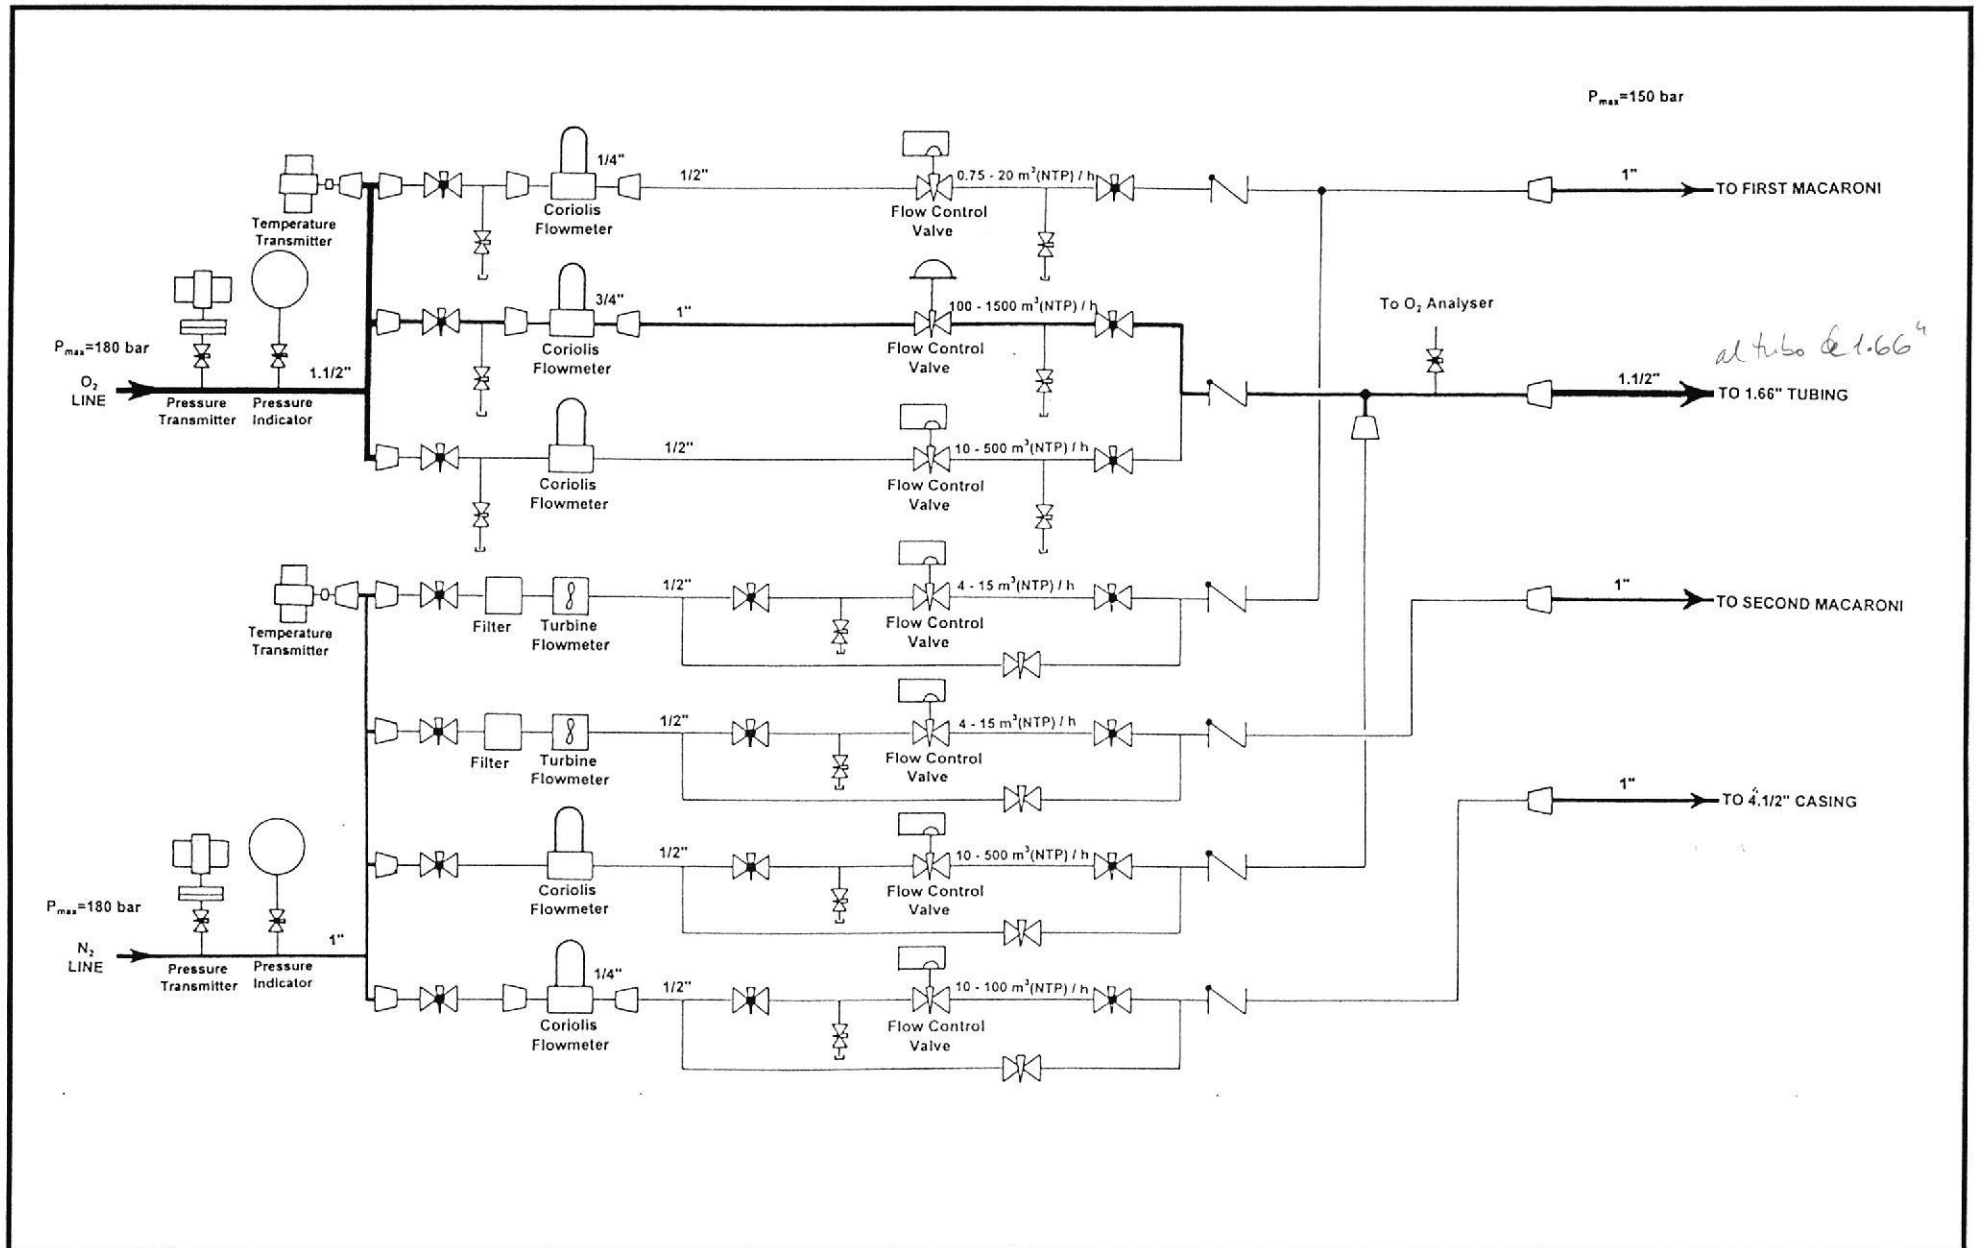 Pmax=150 bar
1/4"
1/2"
0.75 - 20 m³(NTP) / h
1"
TO FIRST MACARONI
Coriolis
Flowmeter
Flow Control
Valve
Temperature
Transmitter
3/4"
1"
100 - 1500 m³(NTP) / h
To O₂ Analyser
Pmax=180 bar
O₂
LINE
1.1/2"
Pressure
Transmitter
Pressure
Indicator
Coriolis
Flowmeter
Flow Control
Valve
al tubo de 1.66"
1.1/2"
TO 1.66" TUBING
1/2"
10 - 500 m³(NTP) / h
Coriolis
Flowmeter
Flow Control
Valve
1/2"
4 - 15 m³(NTP) / h
1"
TO SECOND MACARONI
Temperature
Transmitter
Filter
Turbine
Flowmeter
Flow Control
Valve
1/2"
4 - 15 m³(NTP) / h
Filter
Turbine
Flowmeter
Flow Control
Valve
1"
TO 4.1/2" CASING
1/2"
10 - 500 m³(NTP) / h
Coriolis
Flowmeter
Flow Control
Valve
Pmax=180 bar
N₂
LINE
1"
Pressure
Transmitter
Pressure
Indicator
1/4"
1/2"
10 - 100 m³(NTP) / h
Coriolis
Flowmeter
Flow Control
Valve